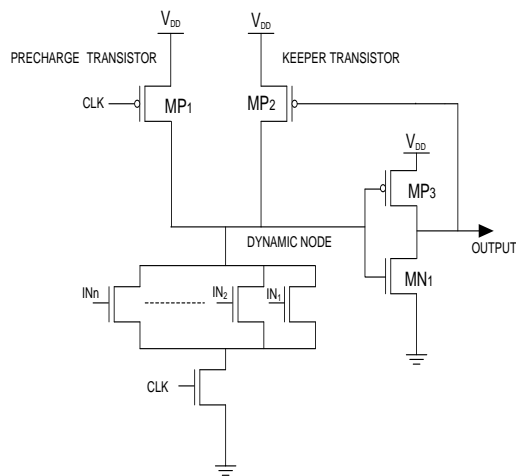 V_DD V_DD
PRECHARGE TRANSISTOR KEEPER TRANSISTOR
CLK MP1 MP2
V_DD
MP3
DYNAMIC NODE
OUTPUT
MN1
INn IN2 IN1
CLK